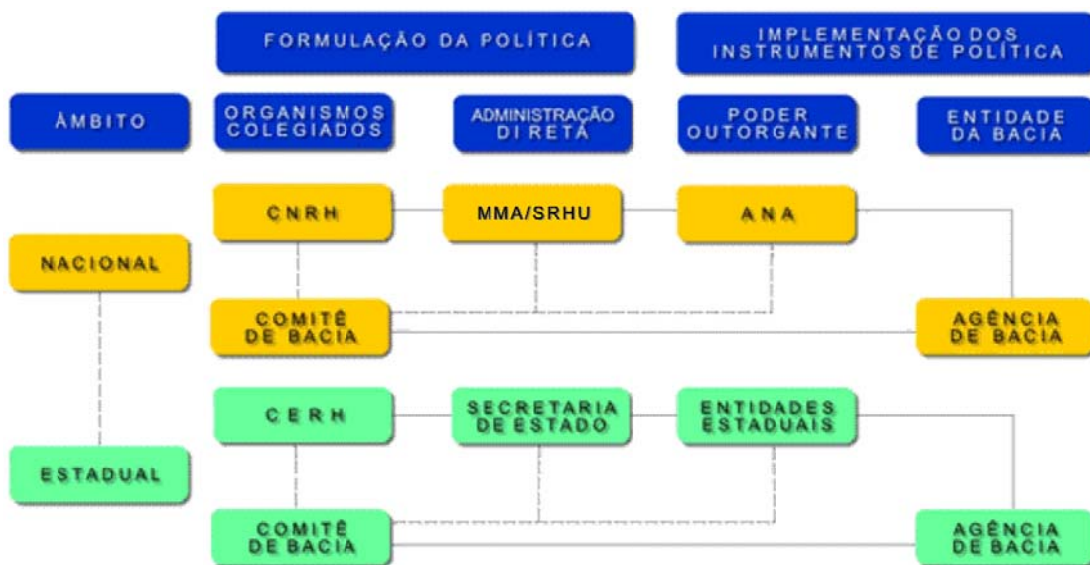 FORMULAÇÃO DA POLÍTICA
IMPLEMENTAÇÃO DOS
INSTRUMENTOS DE POLÍTICA
ÂMBITO
ORGANISMOS
COLEGIADOS
ADMINISTRAÇÃO
DIRETA
PODER
OUTORGANTE
ENTIDADE
DA BACIA
CNRH
MMA/SRHU
ANA
NACIONAL
COMITÊ
DE BACIA
AGÊNCIA
DE BACIA
CERH
SECRETARIA
DE ESTADO
ENTIDADES
ESTADUAIS
ESTADUAL
COMITÊ
DE BACIA
AGÊNCIA
DE BACIA